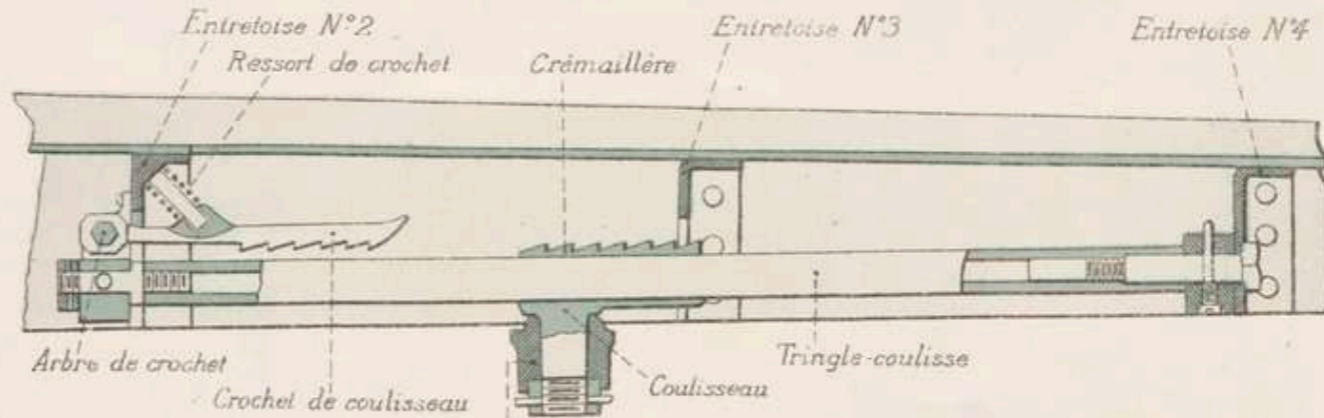 Entretoise N°2
Entretoise N°3
Entretoise N°4
Ressort de crochet
Crémaillère
Arbre de crochet
Crochet de coulisseau
Coulisseau
Tringle-coulisse